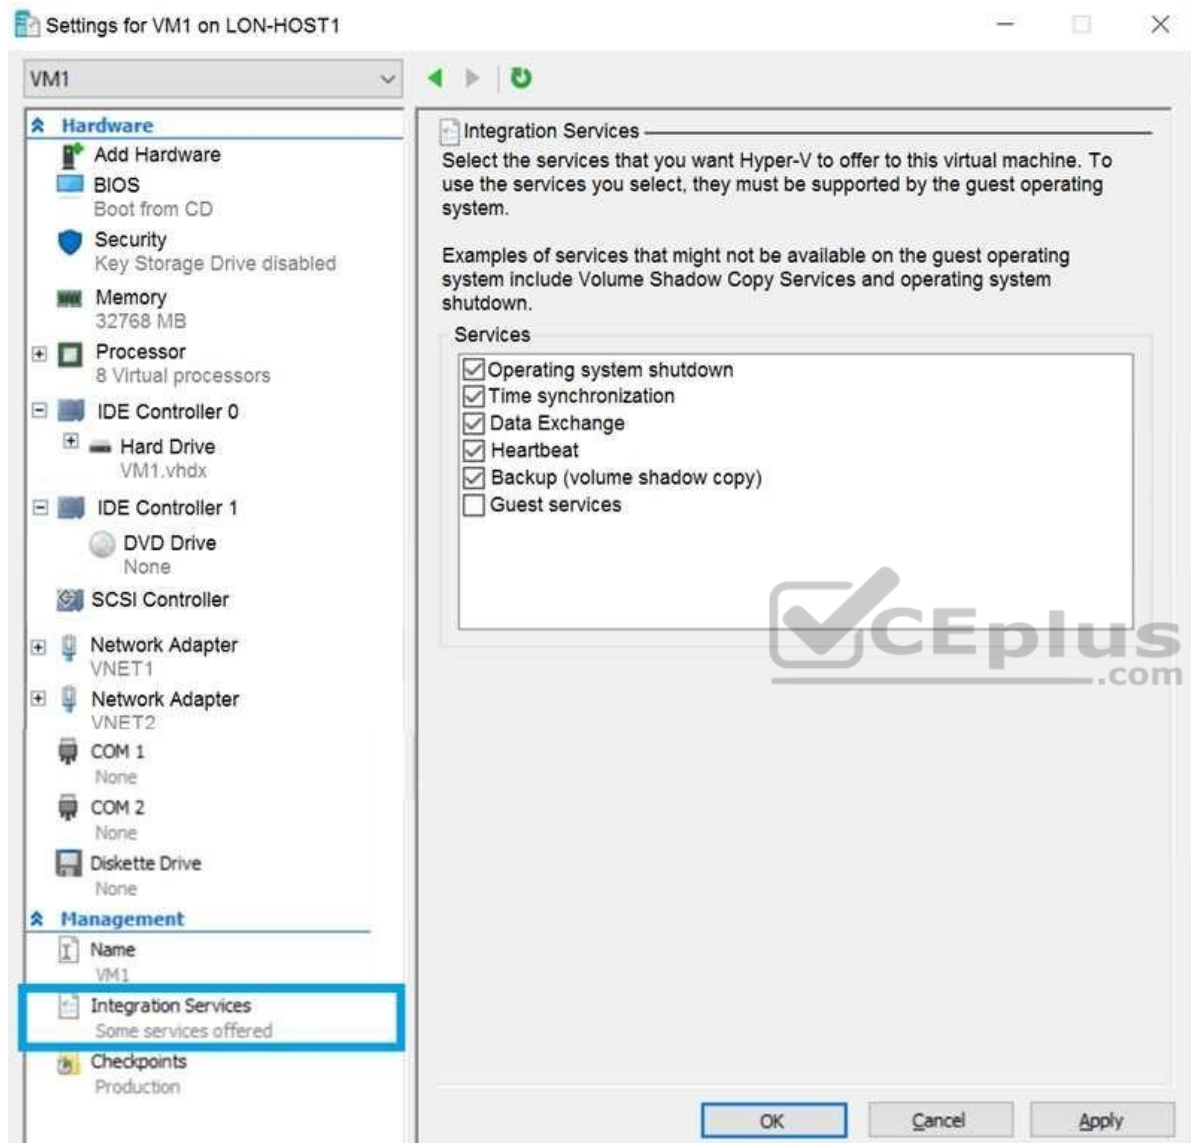 Settings for VM1 on LON-HOST1
VM1
Hardware
Add Hardware
BIOS
Boot from CD
Security
Key Storage Drive disabled
Memory
32768 MB
Processor
8 Virtual processors
IDE Controller 0
Hard Drive
VM1.vhdx
IDE Controller 1
DVD Drive
None
SCSI Controller
Network Adapter
VNET1
Network Adapter
VNET2
COM 1
None
COM 2
None
Diskette Drive
None
Management
Name
VM1
Integration Services
Some services offered
Checkpoints
Production
Integration Services
Select the services that you want Hyper-V to offer to this virtual machine. To
use the services you select, they must be supported by the guest operating
system.
Examples of services that might not be available on the guest operating
system include Volume Shadow Copy Services and operating system
shutdown.
Services
Operating system shutdown
Time synchronization
Data Exchange
Heartbeat
Backup (volume shadow copy)
Guest services
CEplus
.com
OK
Cancel
Apply